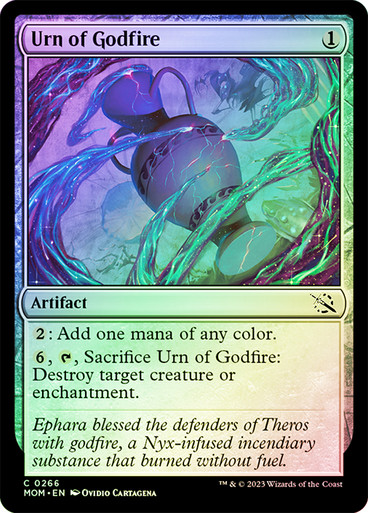 Urn of Godfire 1
Artifact
2: Add one mana of any color.
6, , Sacrifice Urn of Godfire:
Destroy target creature or
enchantment.
Ephara blessed the defenders of Theros
with godfire, a Nyx-infused incendiary
substance that burned without fuel.
C 0266
MOM • EN Ovidio Cartagena
™ & © 2023 Wizards of the Coast